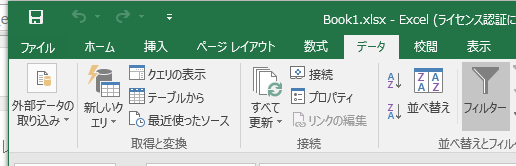 Book1.xlsx - Excel (ライセンス認証に
ファイル ホーム 挿入 ページ レイアウト 数式 データ 校閲 表示
外部データの
取り込み
新しいク
エリ
クエリの表示
テーブルから
最近使ったソース
取得と変換
すべて
更新
接続
プロパティ
リンクの編集
接続
並べ替え
フィルター
並べ替えとフィル